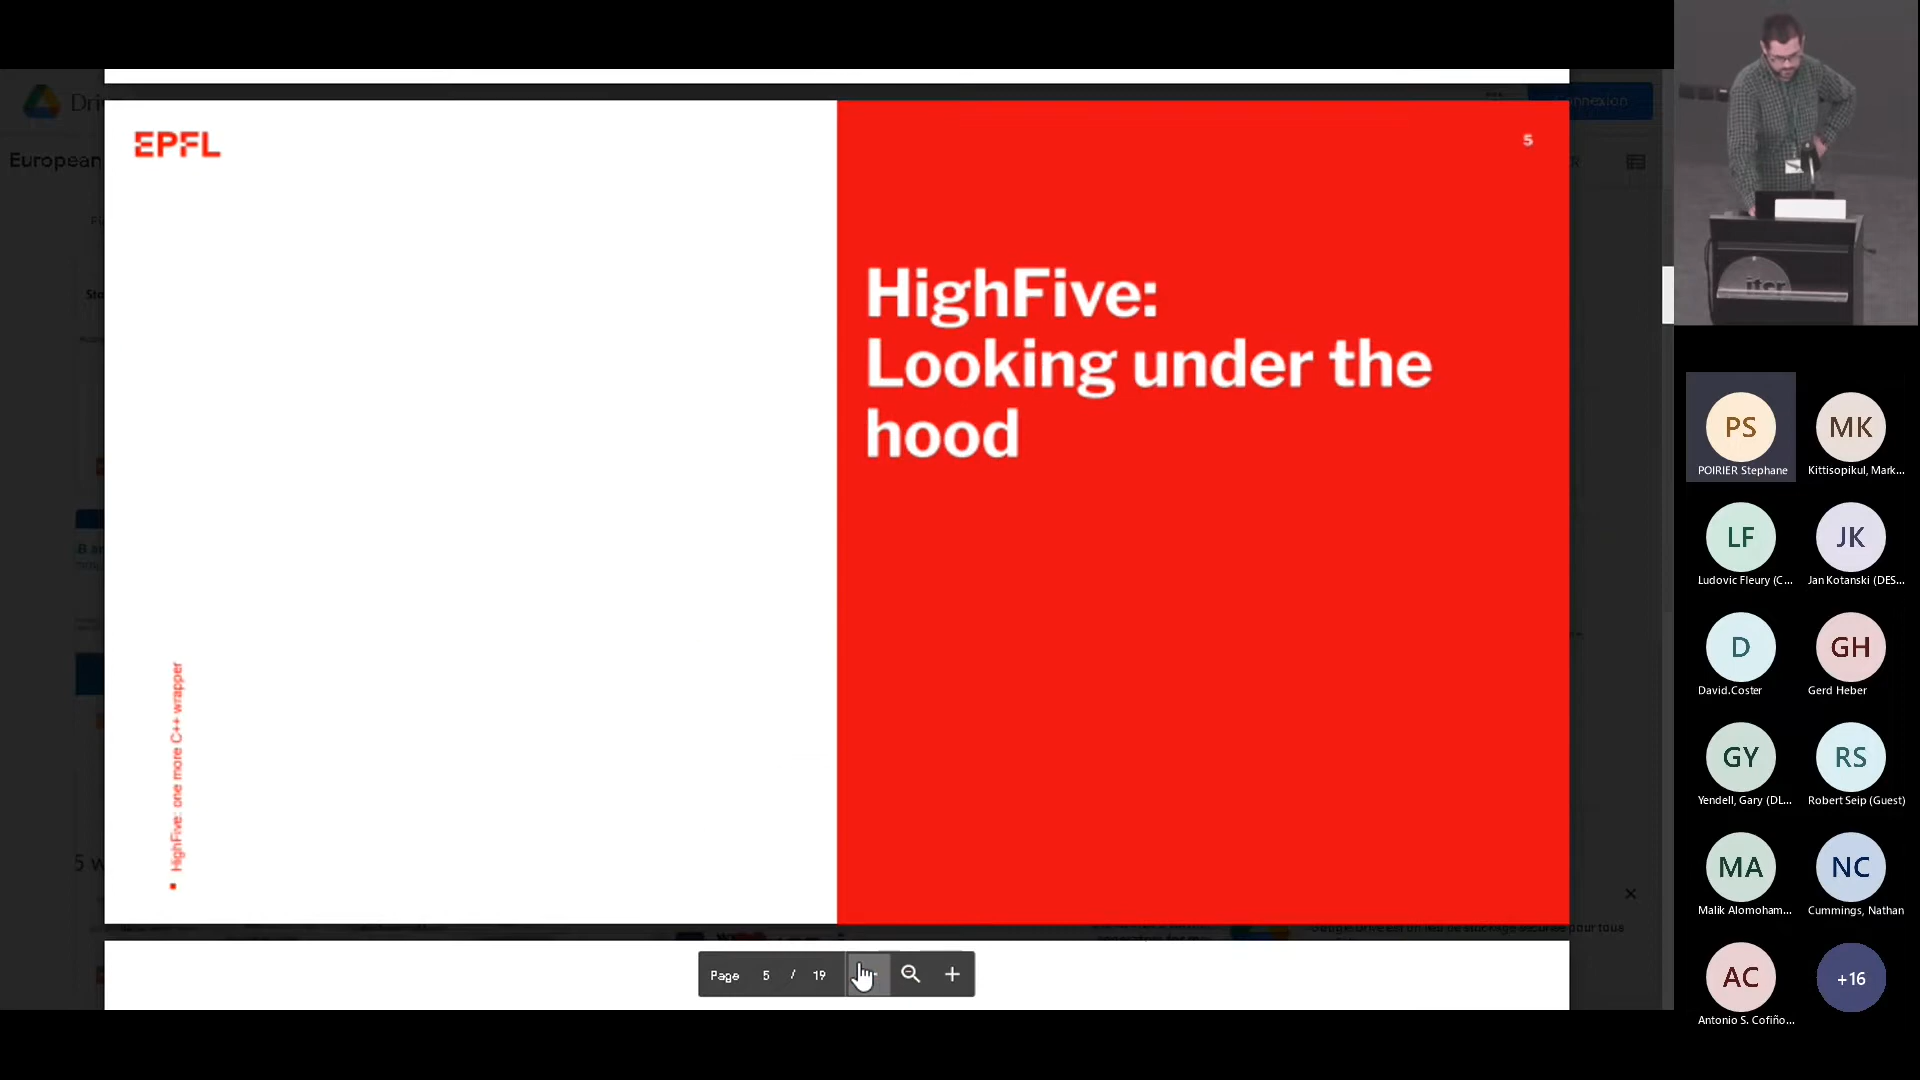 Connexion
European
EPFL
5
HighFive:
Looking under the
hood
HighFive: one more C++ wrapper
Page 5 / 19
iter
PS
POIRIER Stephane
MK
Kittisopikul, Mark...
LF
Ludovic Fleury (C...
JK
Jan Kotanski (DES...
D
David.Coster
GH
Gerd Heber
GY
Yendell, Gary (DL...
RS
Robert Seip (Guest)
MA
Malik Alomoham...
NC
Cummings, Nathan
AC
Antonio S. Cofiño...
+16